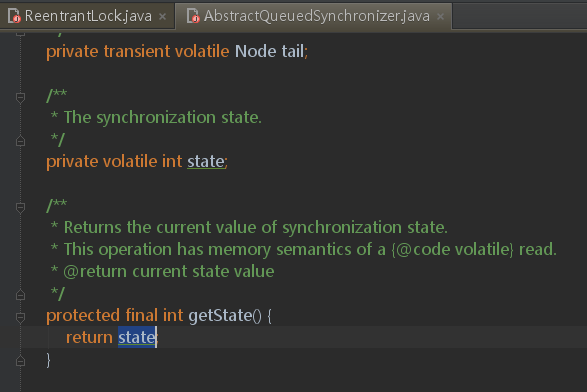 ReentrantLock.java × AbstractQueuedSynchronizer.java ×
*/
private transient volatile Node tail;
/**
* The synchronization state.
*/
private volatile int state;
/**
* Returns the current value of synchronization state.
* This operation has memory semantics of a {@code volatile} read.
* @return current state value
*/
protected final int getState() {
return state;
}